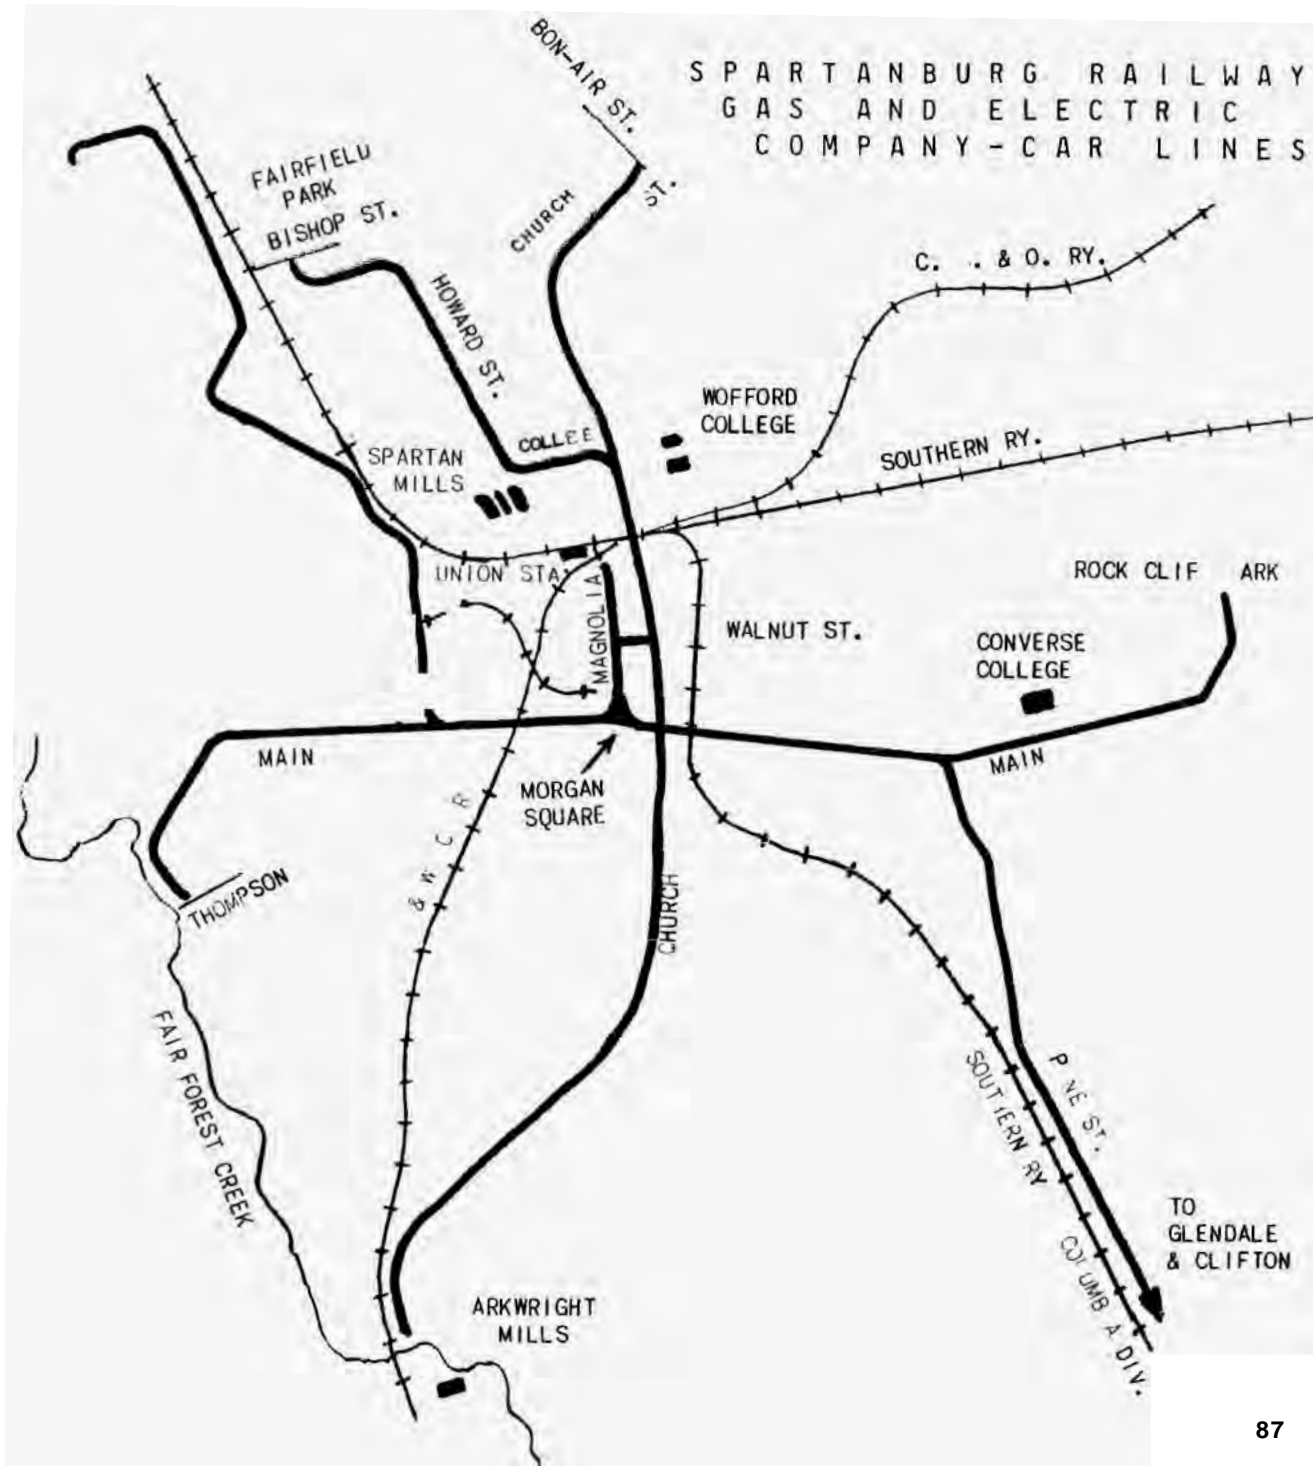 SPARTANBURG RAILWAY
GAS AND ELECTRIC
COMPANY-CAR LINES
BON-AIR ST.
FAIRFIELD
PARK
BISHOP ST.
CHURCH
ST.
C. . & O. RY.
HOWARD ST.
WOFFORD
COLLEGE
COLLEE
SOUTHERN RY.
SPARTAN
MILLS
UNION STA.
MAGNOLIA
WALNUT ST.
ROCK CLIF ARK
CONVERSE
COLLEGE
MAIN
MAIN
MORGAN
SQUARE
& W C R
CHURCH
THOMPSON
FAIR FOREST CREEK
P NE ST.
SOUTHERN RY
COLUMB A DIV.
TO
GLENDALE
& CLIFTON
ARKWRIGHT
MILLS
87